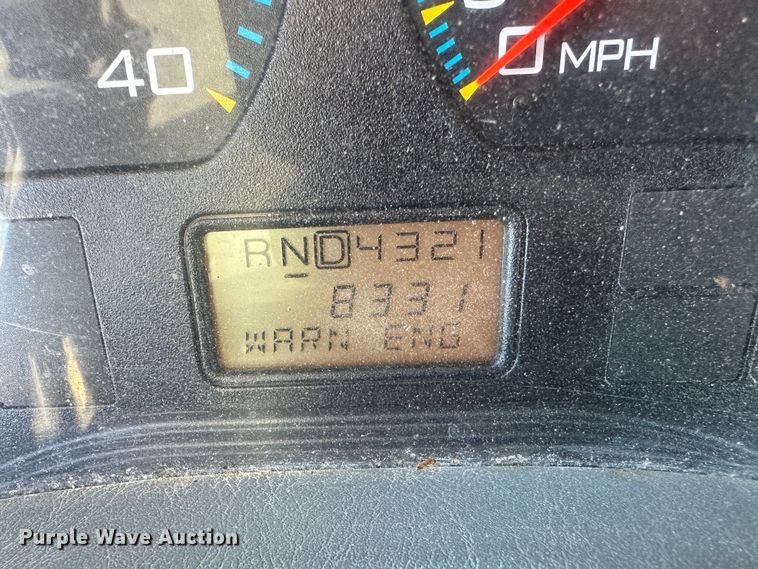 40
0 MPH
RND4321
8331
WARN ENG
Purple Wave Auction